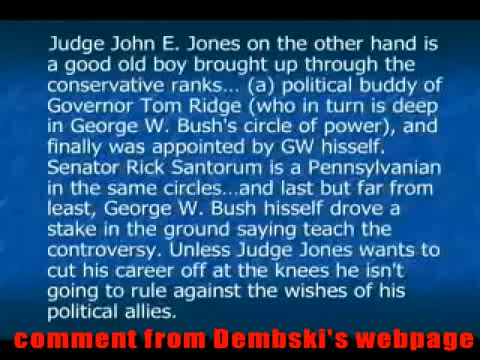 Judge John E. Jones on the other hand is
a good old boy brought up through the
conservative ranks... (a) political buddy of
Governor Tom Ridge (who in turn is deep
in George W. Bush's circle of power), and
finally was appointed by GW hisself.
Senator Rick Santorum is a Pennsylvanian
in the same circles...and last but far from
least, George W. Bush hisself drove a
stake in the ground saying teach the
controversy. Unless Judge Jones wants to
cut his career off at the knees he isn't
going to rule against the wishes of his
political allies.
comment from Dembski's webpage